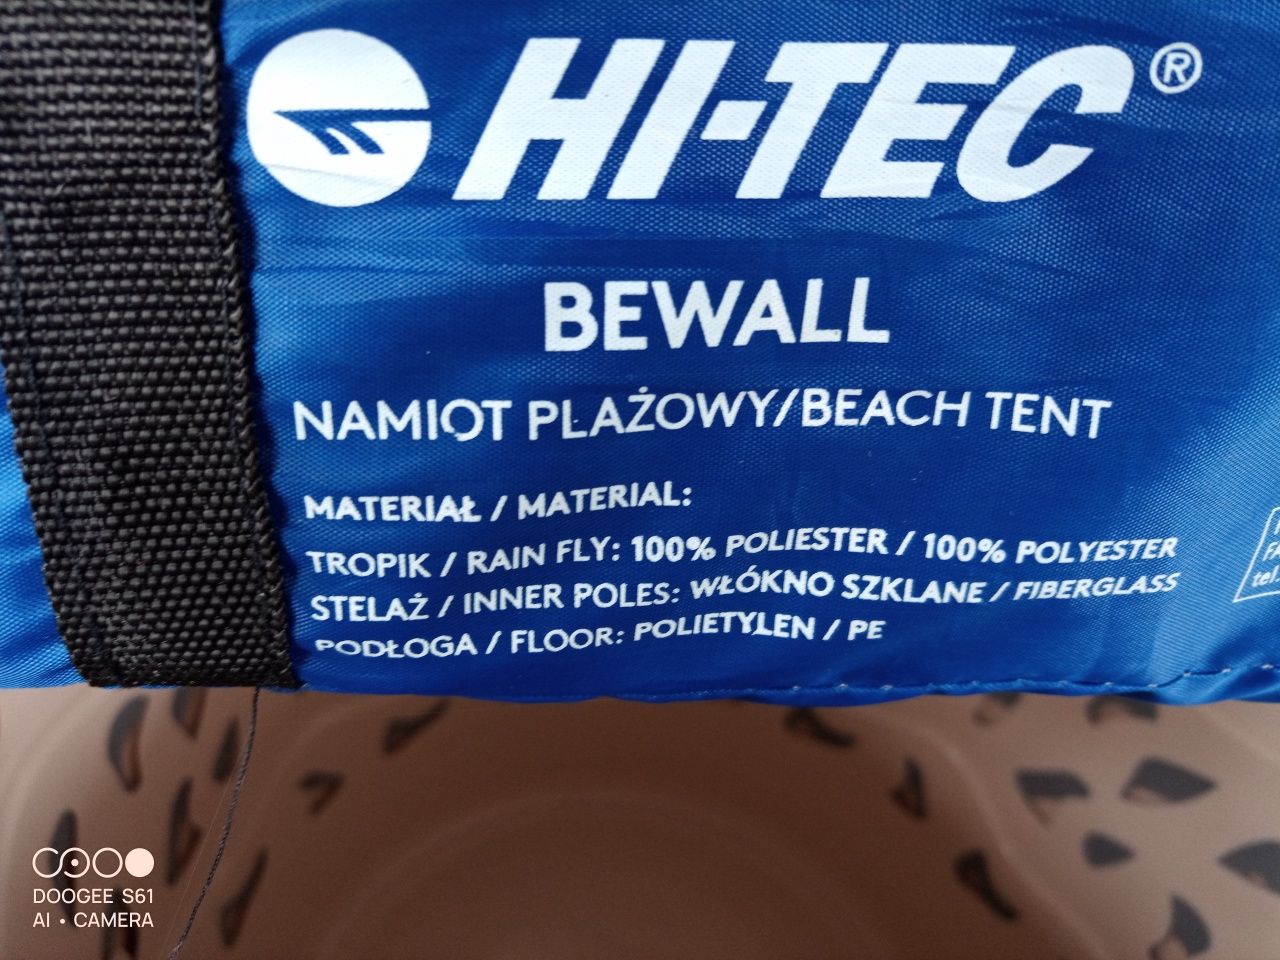 HI-TEC®
BEWALL
NAMIOT PLAŻOWY/BEACH TENT
MATERIAŁ / MATERIAL:
TROPIK / RAIN FLY: 100% POLIESTER / 100% POLYESTER
STELAŻ / INNER POLES: WŁÓKNO SZKLANE / FIBERGLASS
PODŁOGA / FLOOR: POLIETYLEN / PE
tel.
DOOGEE S61
AI • CAMERA